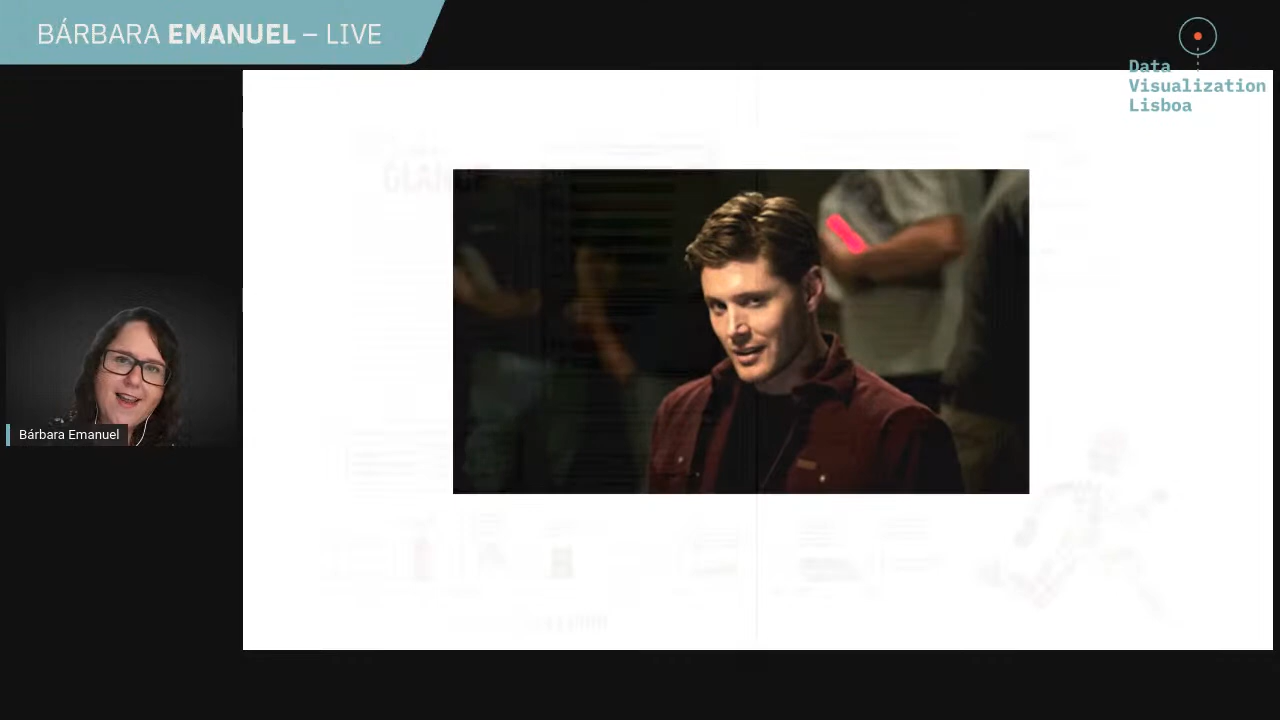 BÁRBARA EMANUEL – LIVE
Data
Visualization
Lisboa
Bárbara Emanuel